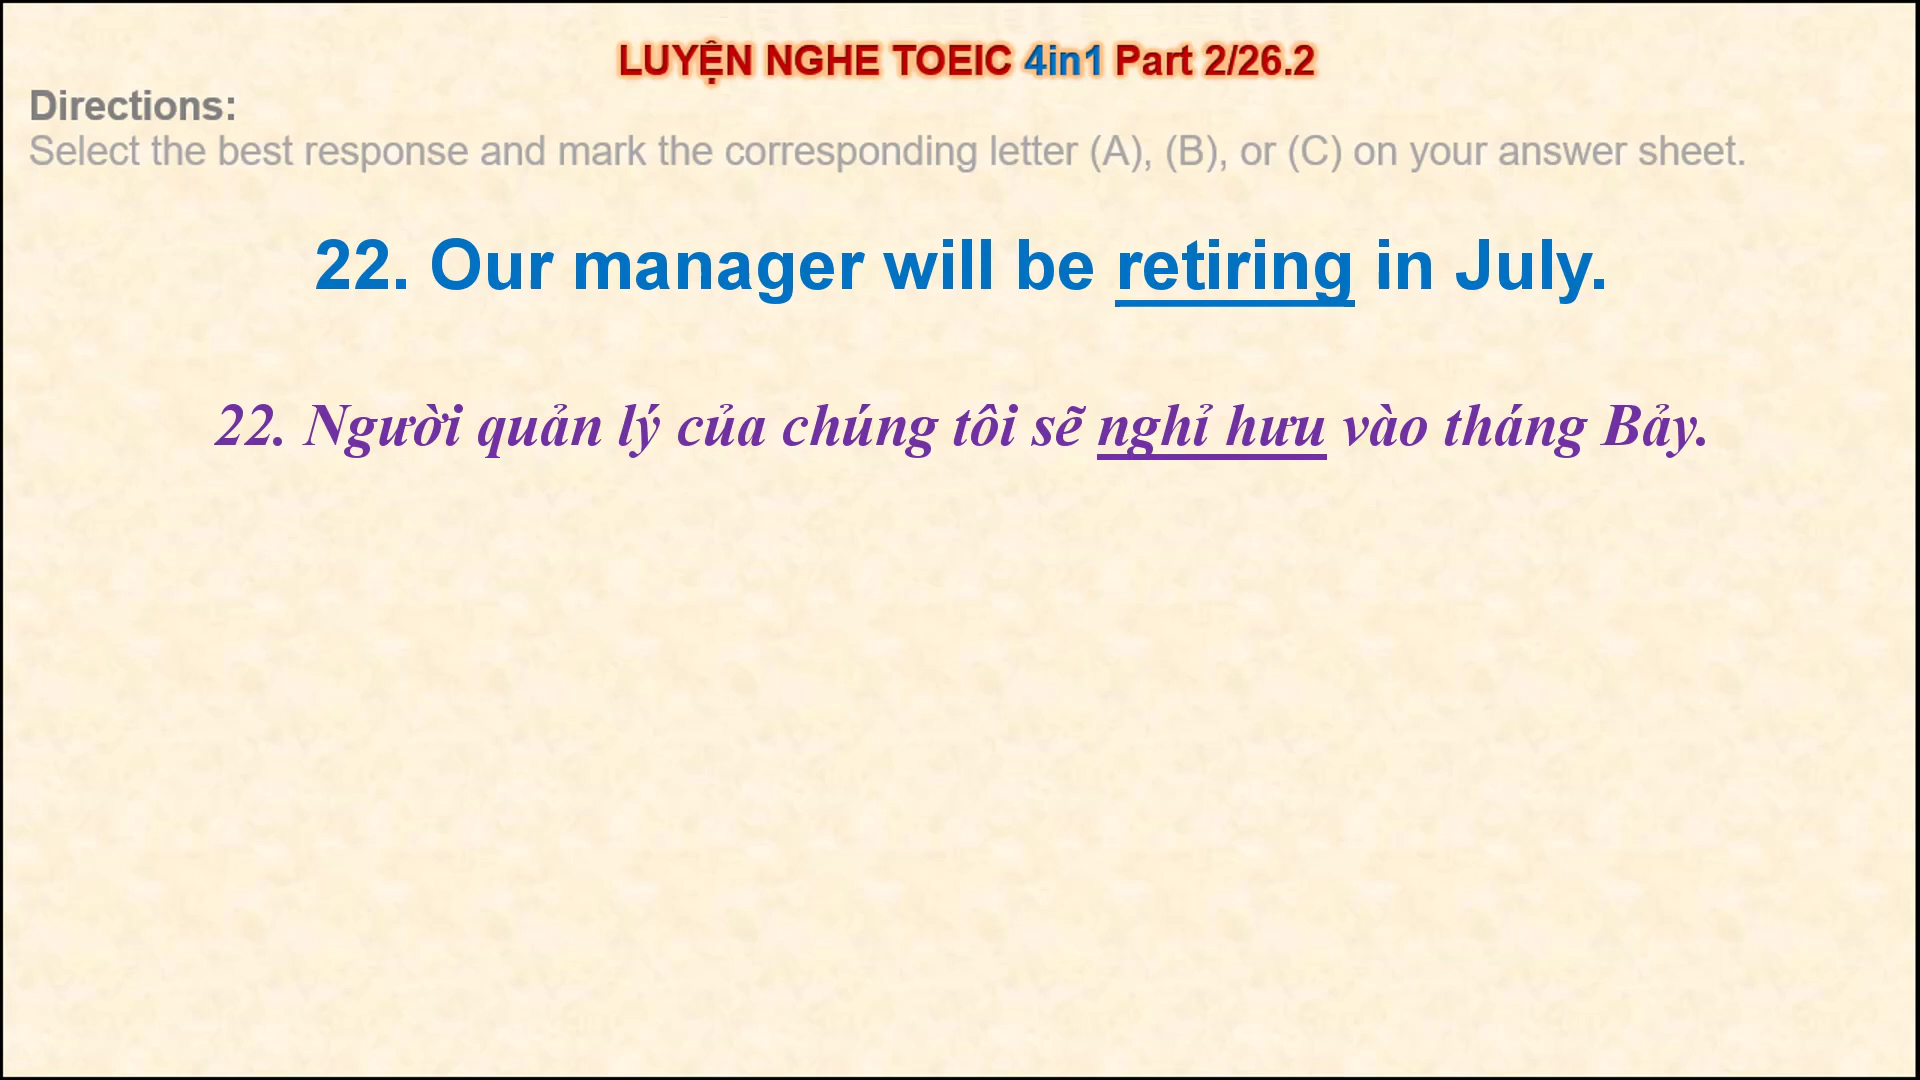 LUYỆN NGHE TOEIC 4in1 Part 2/26.2
Directions:
Select the best response and mark the corresponding letter (A), (B), or (C) on your answer sheet.
22. Our manager will be retiring in July.
22. Người quản lý của chúng tôi sẽ nghỉ hưu vào tháng Bảy.